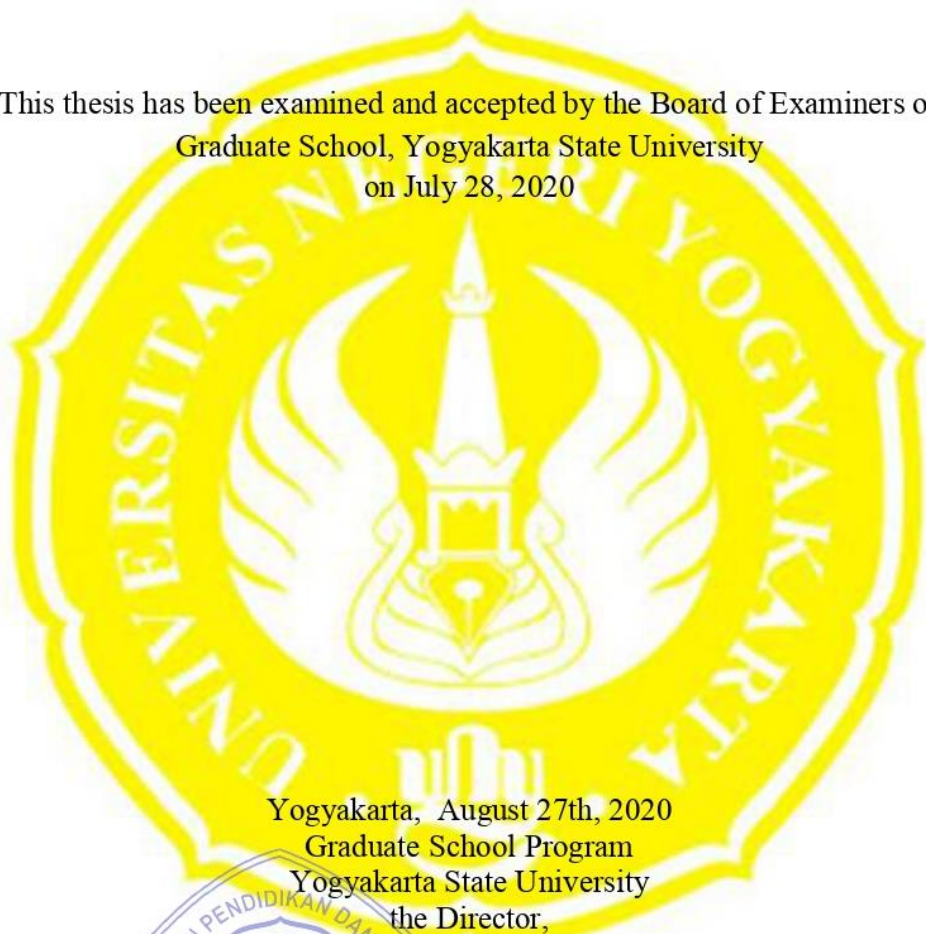 This thesis has been examined and accepted by the Board of Examiners o
Graduate School, Yogyakarta State University
on July 28, 2020
UNIVERSITAS NEGERI YOGYAKARTA
Yogyakarta, August 27th, 2020
Graduate School Program
Yogyakarta State University
the Director,
PENDIDIKAN DAN